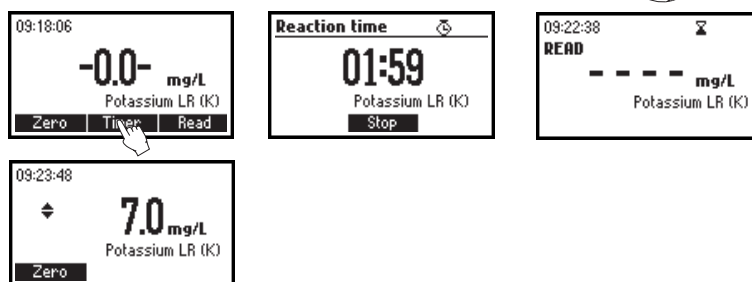 09:18:06
-0.0- mg/L
Potassium LR (K)
Zero Timer Read
Reaction time
01:59
Potassium LR (K)
Stop
09:22:38
READ
- - - - mg/L
Potassium LR (K)
09:23:48
7.0 mg/L
Potassium LR (K)
Zero